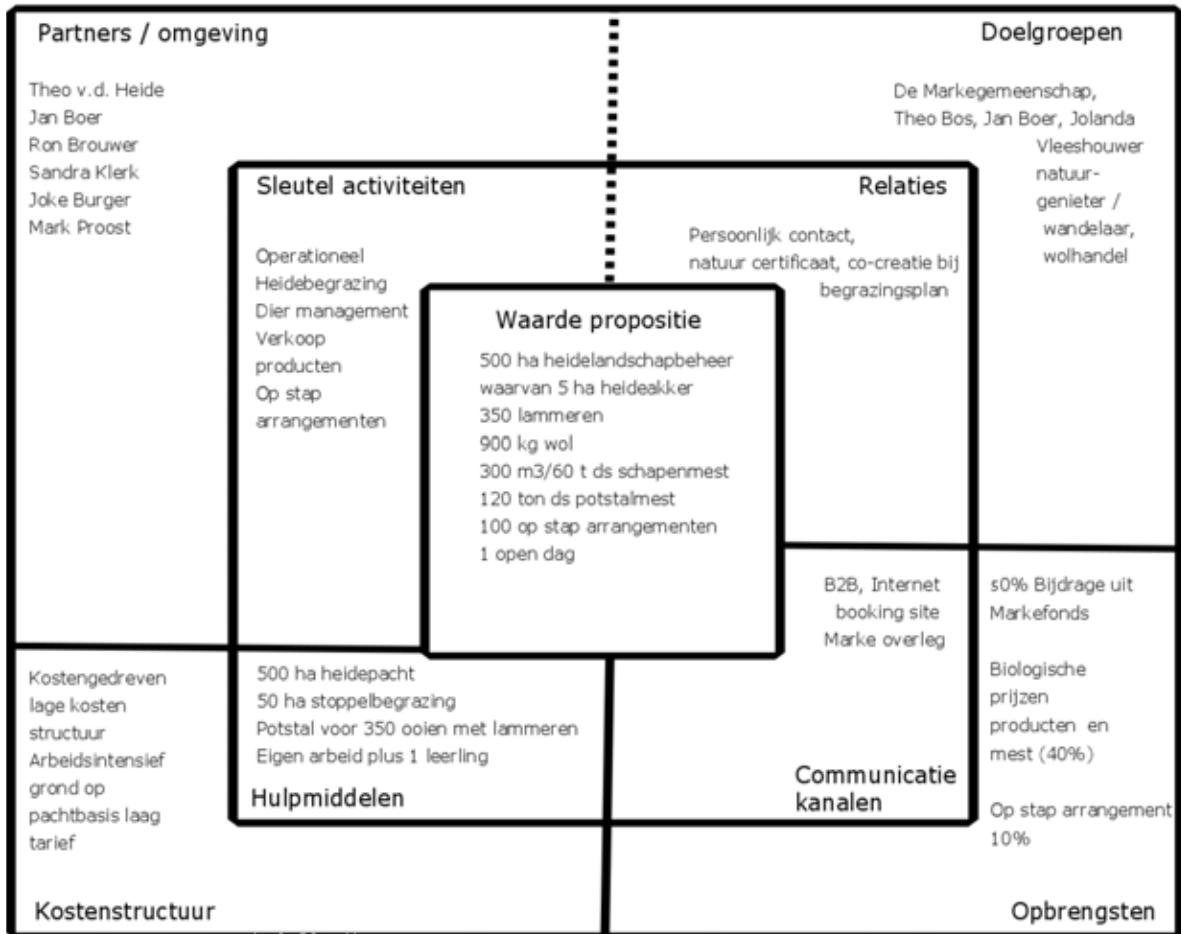 Partners / omgeving
Theo v.d. Heide
Jan Boer
Ron Brouwer
Sandra Klerk
Joke Burger
Mark Proost
Doelgroepen
De Markegemeenschap,
Theo Bos, Jan Boer, Jolanda
Vleeshouwer
natuur-
genieter /
wandelaar,
wolhandel
Sleutel activiteiten
Operationeel
Heidebegrazing
Dier management
Verkoop
producten
Op stap
arrangementen
Relaties
Persoonlijk contact,
natuur certificaat, co-creatie bij
begrazingsplan
Waarde propositie
500 ha heidelandschapbeheer
waarvan 5 ha heideakker
350 lammeren
900 kg wol
300 m3/60 t ds schapenmest
120 ton ds potstalmest
100 op stap arrangementen
1 open dag
Kostengedreven
lage kosten
structuur
Arbeidsintensief
grond op
pachtbasis laag
tarief
Kostenstructuur
500 ha heidepacht
50 ha stoppelbegrazing
Potstal voor 350 ooien met lammeren
Eigen arbeid plus 1 leerling
Hulpmiddelen
B2B, Internet
booking site
Marke overleg
Communicatie
kanalen
s0% Bijdrage uit
Markefonds
Biologische
prijzen
producten en
mest (40%)
Op stap arrangement
10%
Opbrengsten